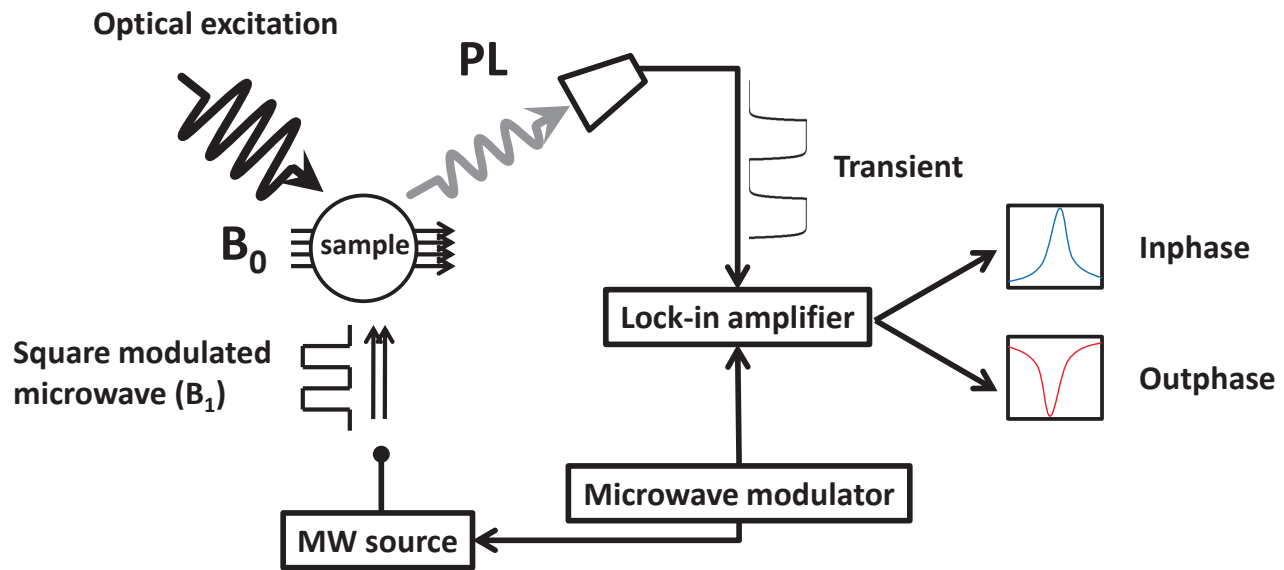 Optical excitation
PL
Transient
B₀
sample
Inphase
Lock-in amplifier
Square modulated
microwave (B₁)
Outphase
Microwave modulator
MW source